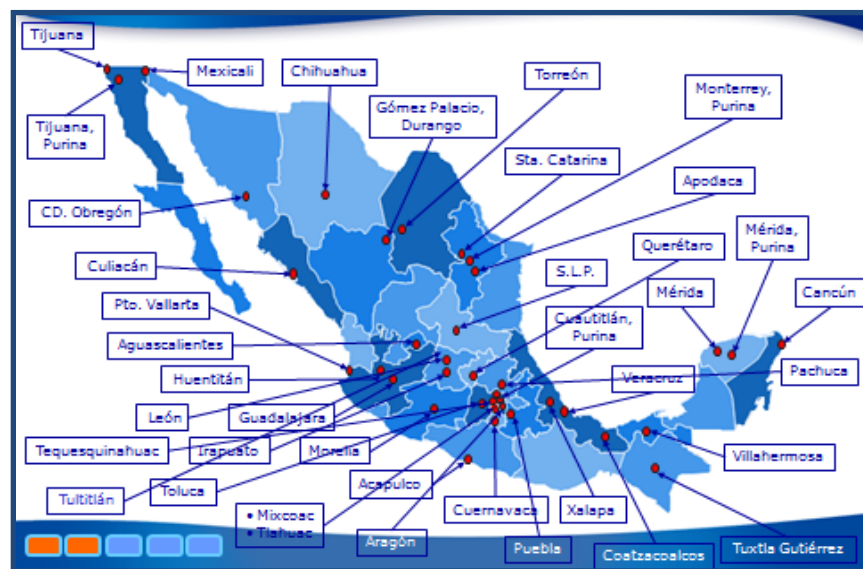 Tijuana
Mexicali
Chihuahua
Torreón
Monterrey,
Purina
Gómez Palacio,
Durango
Tijuana,
Purina
Sta. Catarina
Apodaca
CD. Obregón
Querétaro
Mérida,
Purina
Culiacán
S.L.P.
Mérida
Cancún
Pto. Vallarta
Cuautitlán,
Purina
Aguascalientes
Huentitán
Veracruz
Pachuca
León
Guadalajara
Tequesquinahuac
Irapuato
Morelia
Villahermosa
Tultitlán
Toluca
Acapulco
• Mixcoac
• Tlahuac
Cuernavaca
Xalapa
Aragón
Puebla
Coatzacoalcos
Tuxtla Gutiérrez